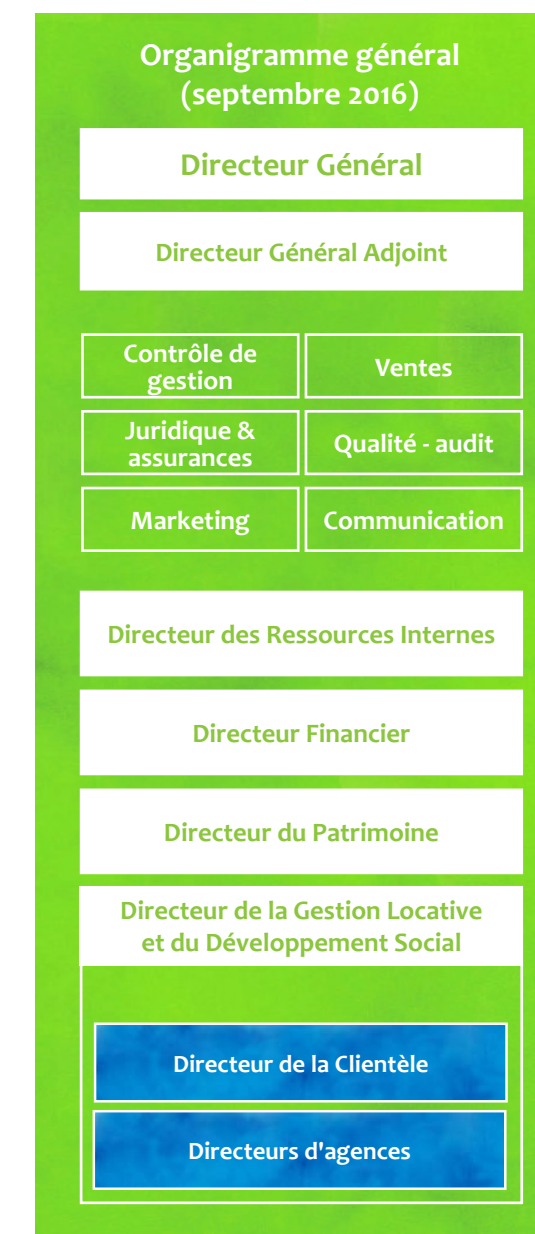 Organigramme général
(septembre 2016)
Directeur Général
Directeur Général Adjoint
Contrôle de
gestion
Ventes
Juridique &
assurances
Qualité - audit
Marketing
Communication
Directeur des Ressources Internes
Directeur Financier
Directeur du Patrimoine
Directeur de la Gestion Locative
et du Développement Social
Directeur de la Clientèle
Directeurs d'agences